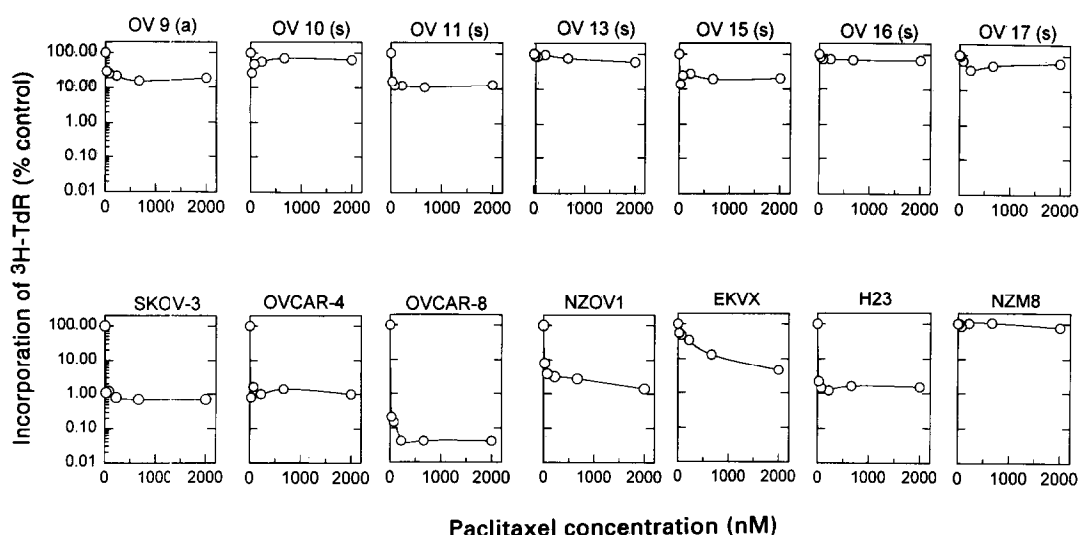 OV 9 (a) OV 10 (s) OV 11 (s) OV 13 (s) OV 15 (s) OV 16 (s) OV 17 (s)
100.00
10.00
1.00
0.10
0.01
0 1000 2000 0 1000 2000 0 1000 2000 0 1000 2000 0 1000 2000 0 1000 2000 0 1000 2000
Incorporation of ³H-TdR (% control)
SKOV-3 OVCAR-4 OVCAR-8 NZOV1 EKVX H23 NZM8
100.00
10.00
1.00
0.10
0.01
0 1000 2000 0 1000 2000 0 1000 2000 0 1000 2000 0 1000 2000 0 1000 2000 0 1000 2000
Paclitaxel concentration (nM)